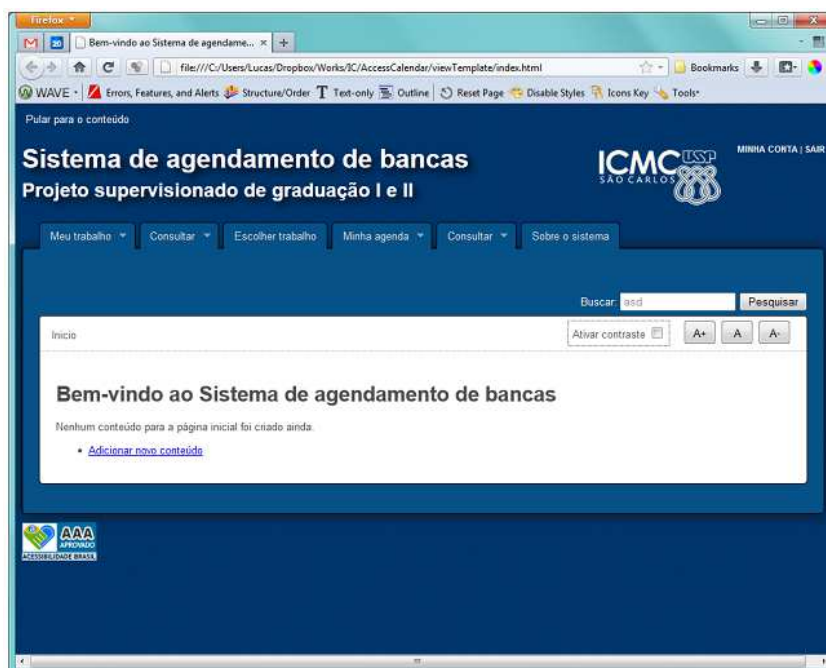 Firefox
20 Bem-vindo ao Sistema de agendame... × +
file:///C:/Users/Lucas/Dropbox/Works/IC/AccessCalendar/viewTemplate/index.html Bookmarks
WAVE Errors, Features, and Alerts Structure/Order T Text-only Outline Reset Page Disable Styles Icons Key Tools
Pular para o conteúdo
Sistema de agendamento de bancas
Projeto supervisionado de graduação I e II
ICMC USP
SÃO CARLOS
MINHA CONTA | SAIR
Meu trabalho Consultar Escolher trabalho Minha agenda Consultar Sobre o sistema
Buscar: asd Pesquisar
Inicio Ativar contraste A+ A A-
Bem-vindo ao Sistema de agendamento de bancas
Nenhum conteúdo para a página inicial foi criado ainda.
• Adicionar novo conteúdo
AAA
APROVADO
ACESSIBILIDADE BRASIL